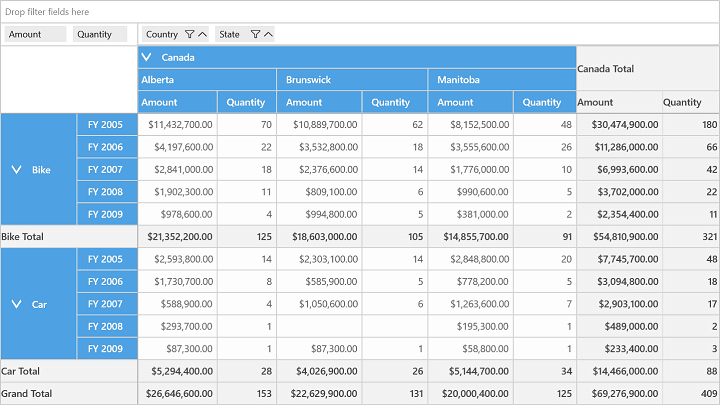 Drop filter fields here
Amount Quantity Country State
Canada Canada Total
Alberta Brunswick Manitoba
Amount Quantity Amount Quantity Amount Quantity Amount Quantity
Bike
FY 2005 $11,432,700.00 70 $10,889,700.00 62 $8,152,500.00 48 $30,474,900.00 180
FY 2006 $4,197,600.00 22 $3,532,800.00 18 $3,555,600.00 26 $11,286,000.00 66
FY 2007 $2,841,000.00 18 $2,376,600.00 14 $1,776,000.00 10 $6,993,600.00 42
FY 2008 $1,902,300.00 11 $809,100.00 6 $990,600.00 5 $3,702,000.00 22
FY 2009 $978,600.00 4 $994,800.00 5 $381,000.00 2 $2,354,400.00 11
Bike Total $21,352,200.00 125 $18,603,000.00 105 $14,855,700.00 91 $54,810,900.00 321
Car
FY 2005 $2,593,800.00 14 $2,303,100.00 14 $2,848,800.00 20 $7,745,700.00 48
FY 2006 $1,730,700.00 8 $585,900.00 5 $778,200.00 5 $3,094,800.00 18
FY 2007 $588,900.00 4 $1,050,600.00 6 $1,263,600.00 7 $2,903,100.00 17
FY 2008 $293,700.00 1 $195,300.00 1 $489,000.00 2
FY 2009 $87,300.00 1 $87,300.00 1 $58,800.00 1 $233,400.00 3
Car Total $5,294,400.00 28 $4,026,900.00 26 $5,144,700.00 34 $14,466,000.00 88
Grand Total $26,646,600.00 153 $22,629,900.00 131 $20,000,400.00 125 $69,276,900.00 409